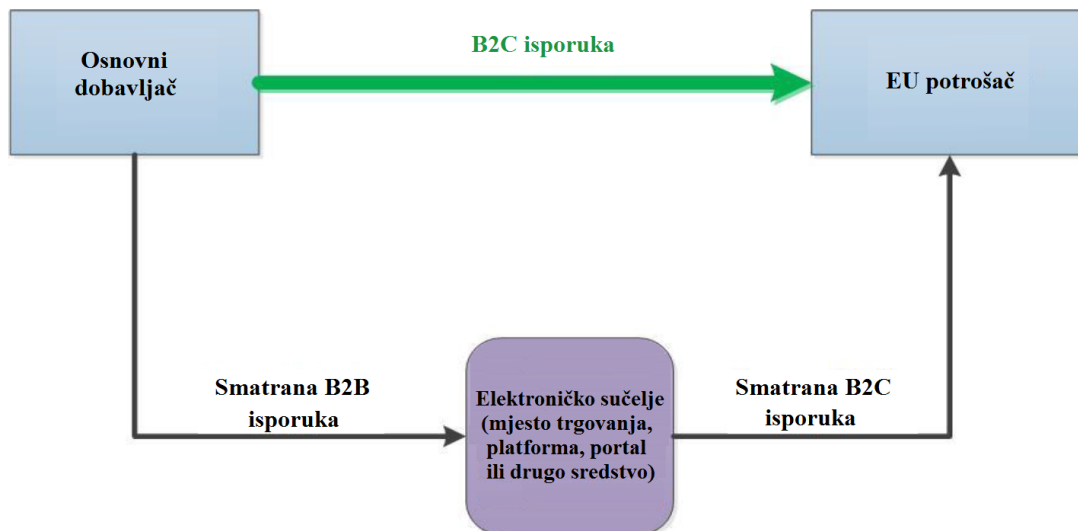 B2C isporuka
Osnovni
dobavljač
EU potrošač
Smatrana B2B
isporuka
Elektroničko sučelje
(mjesto trgovanja,
platforma, portal
ili drugo sredstvo)
Smatrana B2C
isporuka